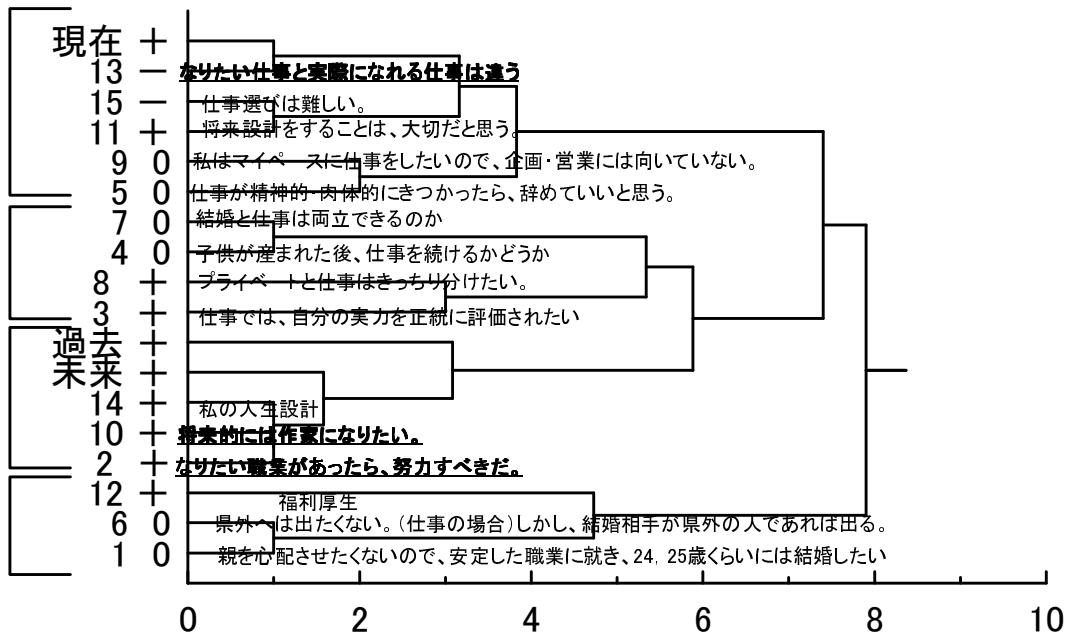 現在 +
13 − なりたい仕事と実際になれる仕事は違う
15 − 仕事選びは難しい。
11 + 将来設計をすることは、大切だと思う。
9 0 私はマイペースに仕事をしたいので、企画・営業には向いていない。
5 0 仕事が精神的・肉体的にきつかったら、辞めていいと思う。
7 0 結婚と仕事は両立できるのか
4 0 子供が産まれた後、仕事を続けるかどうか
8 + プライベートと仕事はきっちり分けたい。
3 + 仕事では、自分の実力を正統に評価されたい
過去 +
未来 +
14 + 私の人生設計
10 + 将来的には作家になりたい。
2 + なりたい職業があったら、努力すべきだ。
12 + 福利厚生
6 0 県外へは出たくない。（仕事の場合）しかし、結婚相手が県外の人であれば出る。
1 0 親を心配させたくないので、安定した職業に就き、24，25歳くらいには結婚したい
0 2 4 6 8 10